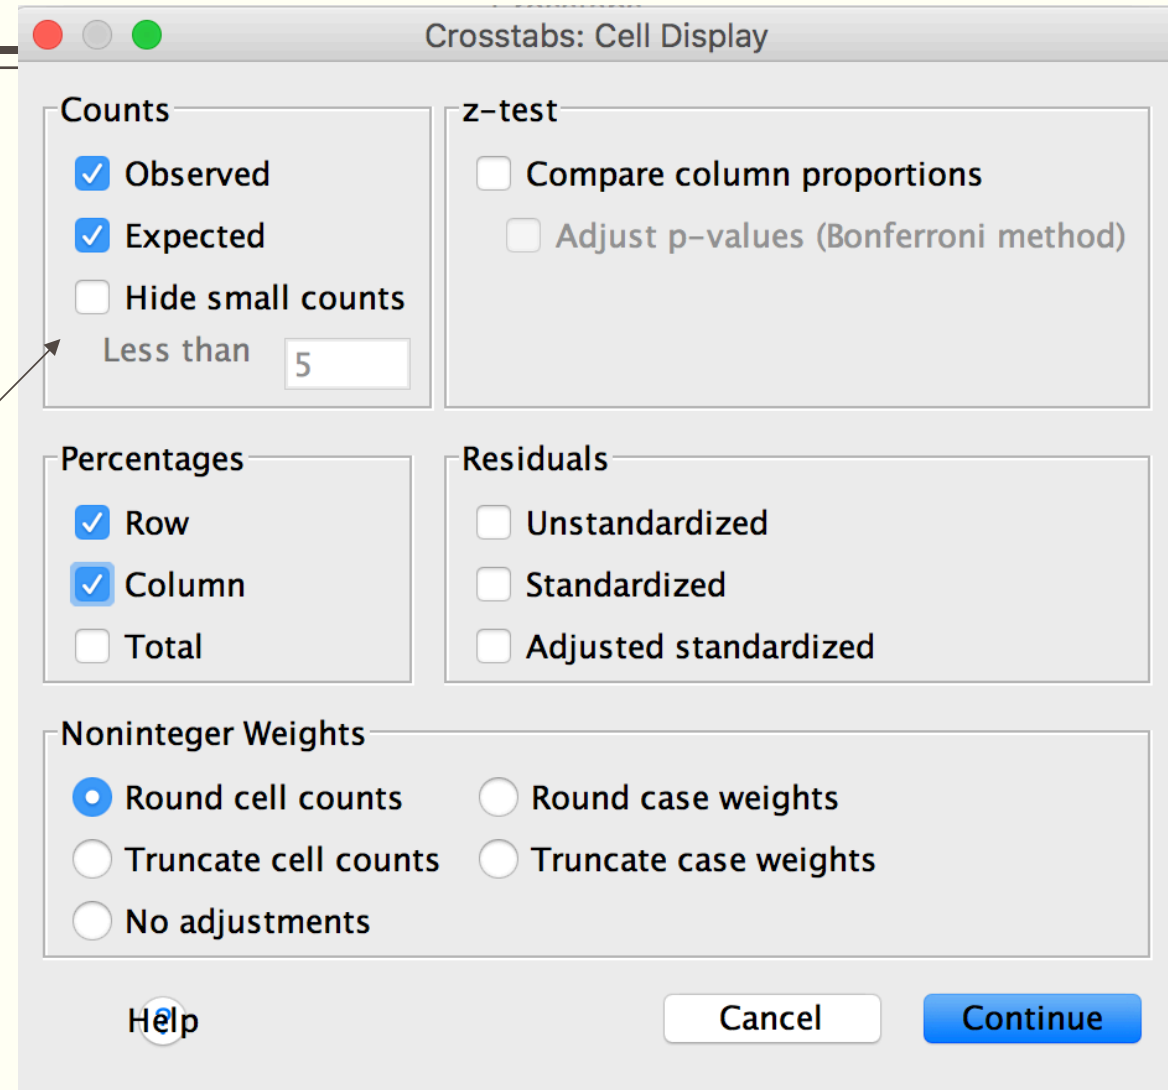 Crosstabs: Cell Display
Counts
Observed
Expected
Hide small counts
Less than 5
z-test
Compare column proportions
Adjust p-values (Bonferroni method)
Percentages
Row
Column
Total
Residuals
Unstandardized
Standardized
Adjusted standardized
Noninteger Weights
Round cell counts
Round case weights
Truncate cell counts
Truncate case weights
No adjustments
Help
?
Cancel
Continue